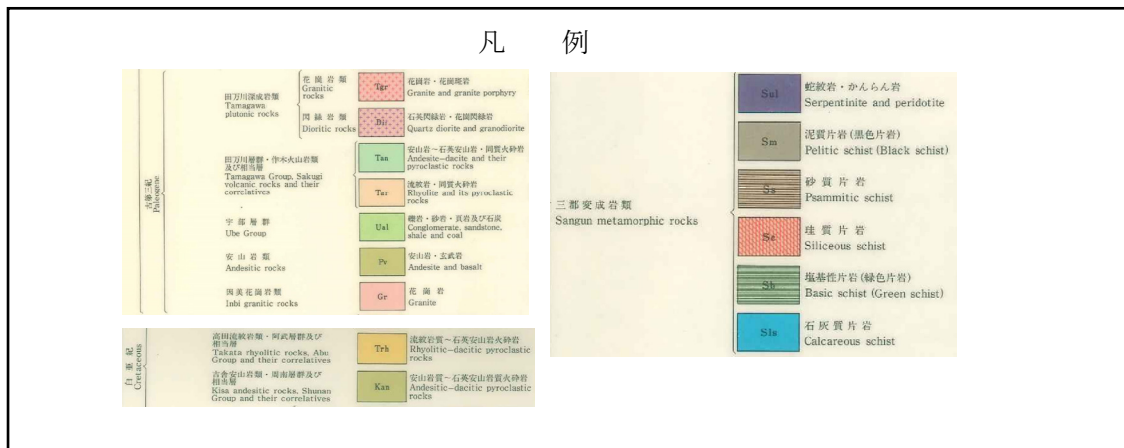 凡 例
古第三紀
Paleogene
田万川深成岩類
Tamagawa
plutonic rocks
花崗岩類
Granitic
rocks
Tgr
花崗岩・花崗斑岩
Granite and granite porphyry
閃緑岩類
Dioritic rocks
Dii
石英閃緑岩・花崗閃緑岩
Quartz diorite and granodiorite
田万川層群・作木火山岩類
及び相当層
Tamagawa Group, Sakugi
volcanic rocks and their
correlatives
Tan
安山岩～石英安山岩・同質火砕岩
Andesite-dacite and their
pyroclastic rocks
Tar
流紋岩・同質火砕岩
Rhyolite and its pyroclastic
rocks
宇部層群
Ube Group
Ual
礫岩・砂岩・頁岩及び石炭
Conglomerate, sandstone,
shale and coal
安山岩類
Andesitic rocks
Pv
安山岩・玄武岩
Andesite and basalt
因美花崗岩類
Inbi granitic rocks
Gr
花崗岩
Granite
白亜紀
Cretaceous
高田流紋岩類・阿武層群及び
相当層
Takata rhyolitic rocks, Abu
Group and their correlatives
Trh
流紋岩質～石英安山岩火砕岩
Rhyolitic-dacitic pyroclastic
rocks
吉舎安山岩類・周南層群及び
相当層
Kisa andesitic rocks, Shunan
Group and their correlatives
Kan
安山岩質～石英安山岩質火砕岩
Andesitic-dacitic pyroclastic
rocks
三郡変成岩類
Sangun metamorphic rocks
Sul
蛇紋岩・かんらん岩
Serpentinite and peridotite
Sm
泥質片岩(黒色片岩)
Pelitic schist (Black schist)
Ss
砂質片岩
Psammitic schist
Sc
珪質片岩
Siliceous schist
Sb
塩基性片岩(緑色片岩)
Basic schist (Green schist)
Sls
石灰質片岩
Calcareous schist